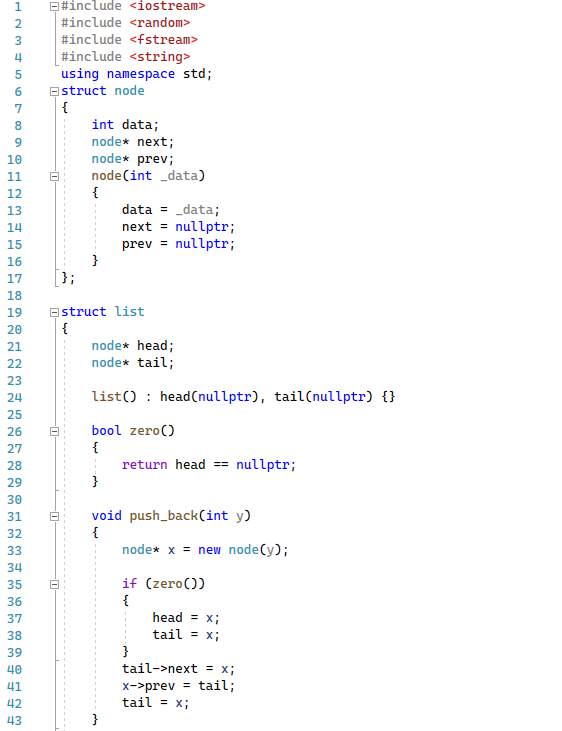 1 #include <iostream>
2 #include <random>
3 #include <fstream>
4 #include <string>
5 using namespace std;
6 struct node
7 {
8     int data;
9     node* next;
10     node* prev;
11     node(int _data)
12     {
13         data = _data;
14         next = nullptr;
15         prev = nullptr;
16     }
17 };
18
19 struct list
20 {
21     node* head;
22     node* tail;
23
24     list() : head(nullptr), tail(nullptr) {}
25
26     bool zero()
27     {
28         return head == nullptr;
29     }
30
31     void push_back(int y)
32     {
33         node* x = new node(y);
34
35         if (zero())
36         {
37             head = x;
38             tail = x;
39         }
40         tail->next = x;
41         x->prev = tail;
42         tail = x;
43     }